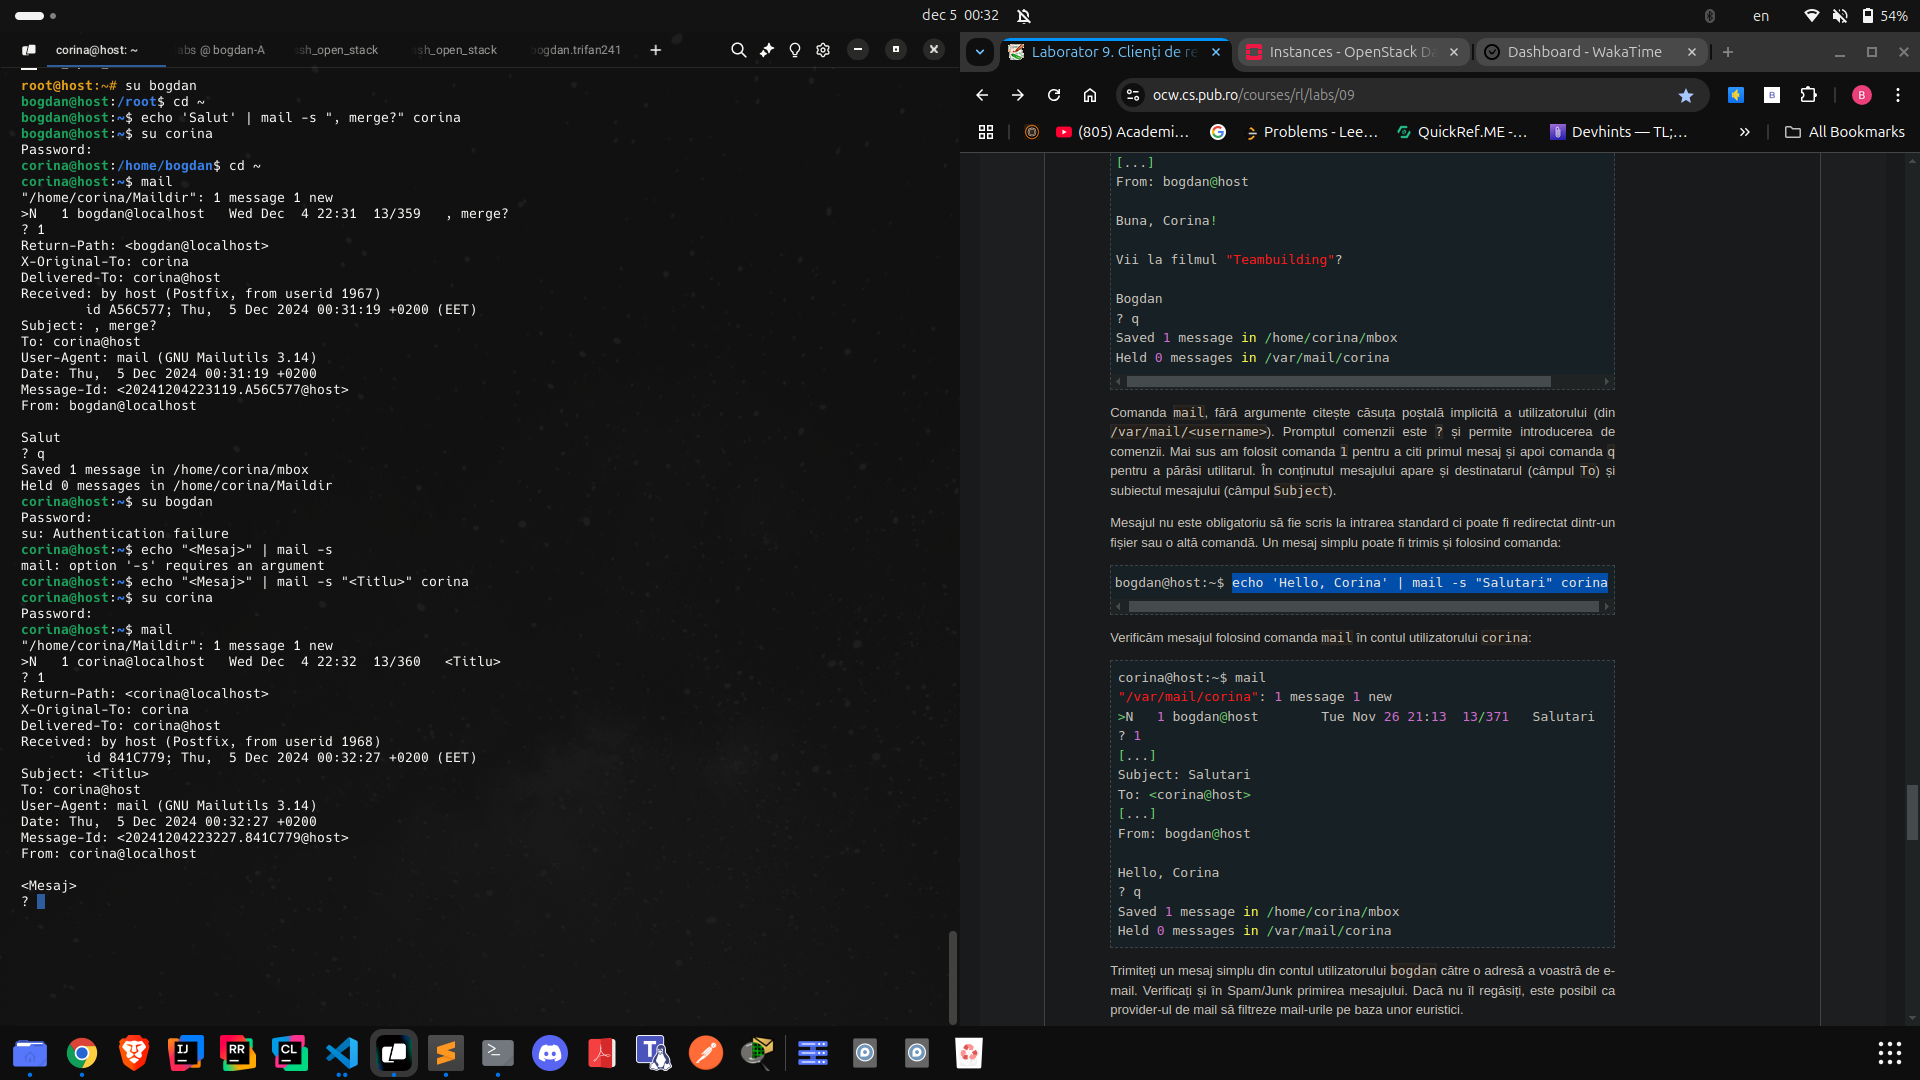 dec 5 00:32
en
54%
corina@host: ~
abs @ bogdan-A
ssh_open_stack
ssh_open_stack
bogdan.trifan241
root@host:~# su bogdan
bogdan@host:/root$ cd ~
bogdan@host:~$ echo 'Salut' | mail -s ", merge?" corina
bogdan@host:~$ su corina
Password:
corina@host:/home/bogdan$ cd ~
corina@host:~$ mail
"/home/corina/Maildir": 1 message 1 new
>N   1 bogdan@localhost   Wed Dec  4 22:31  13/359   , merge?
? 1
Return-Path: <bogdan@localhost>
X-Original-To: corina
Delivered-To: corina@host
Received: by host (Postfix, from userid 1967)
        id A56C577; Thu,  5 Dec 2024 00:31:19 +0200 (EET)
Subject: , merge?
To: corina@host
User-Agent: mail (GNU Mailutils 3.14)
Date: Thu,  5 Dec 2024 00:31:19 +0200
Message-Id: <20241204223119.A56C577@host>
From: bogdan@localhost
Salut
? q
Saved 1 message in /home/corina/mbox
Held 0 messages in /home/corina/Maildir
corina@host:~$ su bogdan
Password:
su: Authentication failure
corina@host:~$ echo "<Mesaj>" | mail -s
mail: option '-s' requires an argument
corina@host:~$ echo "<Mesaj>" | mail -s "<Titlu>" corina
corina@host:~$ su corina
Password:
corina@host:~$ mail
"/home/corina/Maildir": 1 message 1 new
>N   1 corina@localhost   Wed Dec  4 22:32  13/360   <Titlu>
? 1
Return-Path: <corina@localhost>
X-Original-To: corina
Delivered-To: corina@host
Received: by host (Postfix, from userid 1968)
        id 841C779; Thu,  5 Dec 2024 00:32:27 +0200 (EET)
Subject: <Titlu>
To: corina@host
User-Agent: mail (GNU Mailutils 3.14)
Date: Thu,  5 Dec 2024 00:32:27 +0200
Message-Id: <20241204223227.841C779@host>
From: corina@localhost
<Mesaj>
?
Laborator 9. Clienți de re
Instances - OpenStack Da
Dashboard - WakaTime
ocw.cs.pub.ro/courses/rl/labs/09
B
B
(805) Academi...
Problems - Lee...
QuickRef.ME -...
Devhints — TL;...
»
All Bookmarks
[...]
From: bogdan@host
Buna, Corina!
Vii la filmul "Teambuilding"?
Bogdan
? q
Saved 1 message in /home/corina/mbox
Held 0 messages in /var/mail/corina
Comanda mail, fără argumente citește căsuța poștală implicită a utilizatorului (din
/var/mail/<username>). Promptul comenzii este ? și permite introducerea de
comenzii. Mai sus am folosit comanda 1 pentru a citi primul mesaj și apoi comanda q
pentru a părăsi utilitarul. În conținutul mesajului apare și destinatarul (câmpul To) și
subiectul mesajului (câmpul Subject).
Mesajul nu este obligatoriu să fie scris la intrarea standard ci poate fi redirectat dintr-un
fișier sau o altă comandă. Un mesaj simplu poate fi trimis și folosind comanda:
bogdan@host:~$ echo 'Hello, Corina' | mail -s "Salutari" corina
Verificăm mesajul folosind comanda mail în contul utilizatorului corina:
corina@host:~$ mail
"/var/mail/corina": 1 message 1 new
>N   1 bogdan@host        Tue Nov 26 21:13  13/371   Salutari
? 1
[...]
Subject: Salutari
To: <corina@host>
[...]
From: bogdan@host
Hello, Corina
? q
Saved 1 message in /home/corina/mbox
Held 0 messages in /var/mail/corina
Trimiteți un mesaj simplu din contul utilizatorului bogdan către o adresă a voastră de e-
mail. Verificați și în Spam/Junk primirea mesajului. Dacă nu îl regăsiți, este posibil ca
provider-ul de mail să filtreze mail-urile pe baza unor euristici.
IJ
RR
CL
T